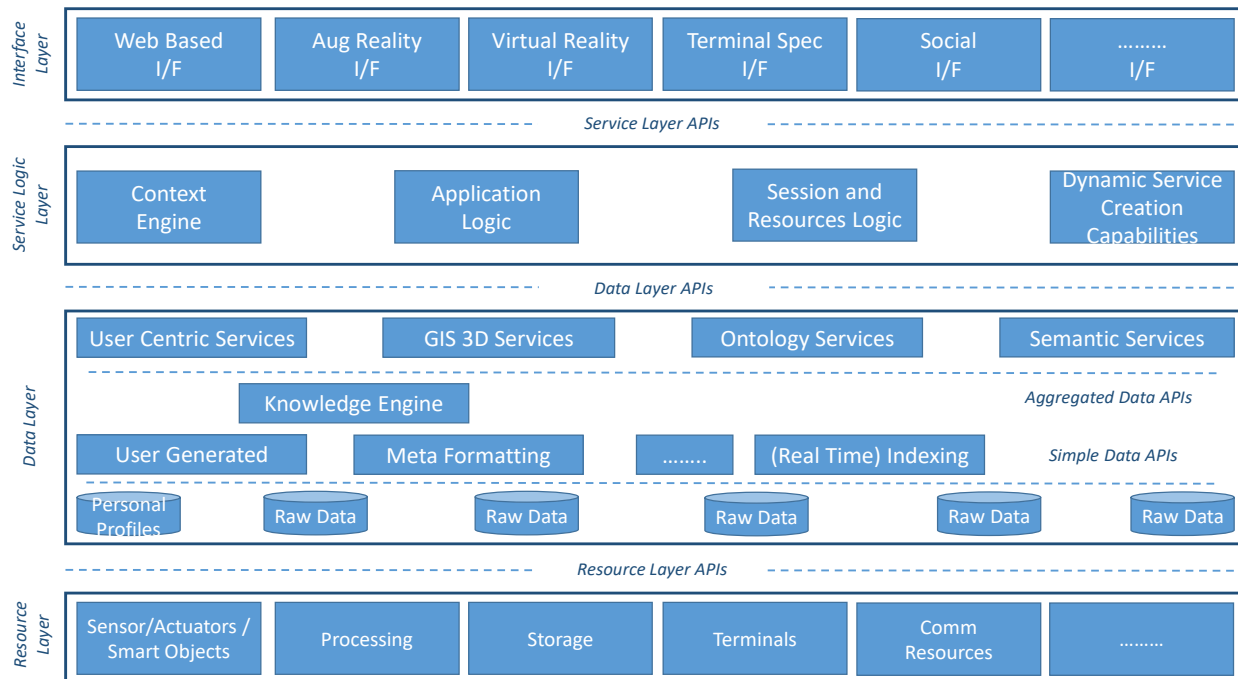 Interface
Layer
Web Based
I/F
Aug Reality
I/F
Virtual Reality
I/F
Terminal Spec
I/F
Social
I/F
………
I/F
Service Layer APIs
Service Logic
Layer
Context
Engine
Application
Logic
Session and
Resources Logic
Dynamic Service
Creation
Capabilities
Data Layer APIs
Data Layer
User Centric Services
GIS 3D Services
Ontology Services
Semantic Services
Aggregated Data APIs
Knowledge Engine
User Generated
Meta Formatting
……..
(Real Time) Indexing
Simple Data APIs
Personal
Profiles
Raw Data
Raw Data
Raw Data
Raw Data
Raw Data
Resource Layer APIs
Resource
Layer
Sensor/Actuators /
Smart Objects
Processing
Storage
Terminals
Comm
Resources
………